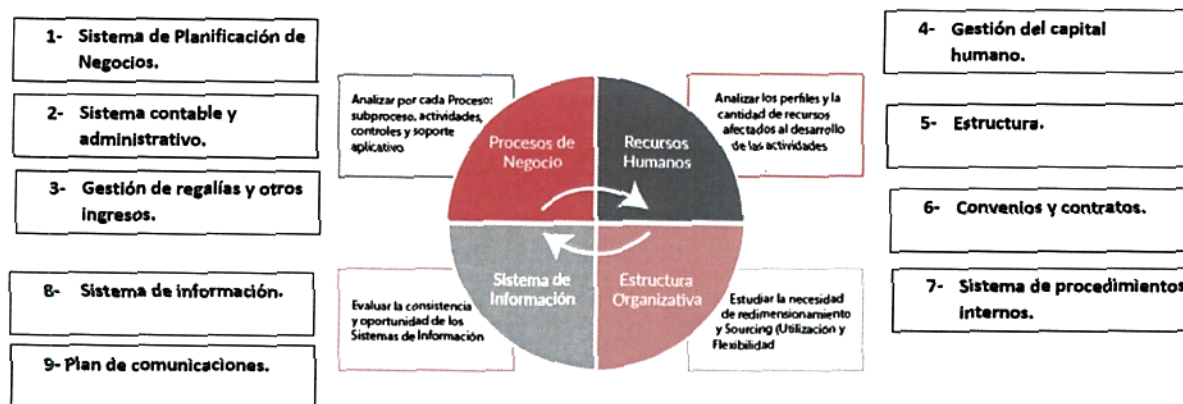 1- Sistema de Planificación de
Negocios.
2- Sistema contable y
administrativo.
3- Gestión de regalías y otros
ingresos.
8- Sistema de información.
9- Plan de comunicaciones.
Analizar por cada Proceso:
subproceso, actividades,
controles y soporte
aplicativo
Procesos de
Negocio
Recursos
Humanos
Analizar los perfiles y la
cantidad de recursos
afectados al desarrollo
de las actividades
Evaluar la consistencia
y oportunidad de los
Sistemas de Información
Sistema de
Información
Estructura
Organizativa
Estudiar la necesidad
de redimensionamiento
y Sourcing (Utilización y
Flexibilidad
4- Gestión del capital
humano.
5- Estructura.
6- Convenios y contratos.
7- Sistema de procedimientos
internos.